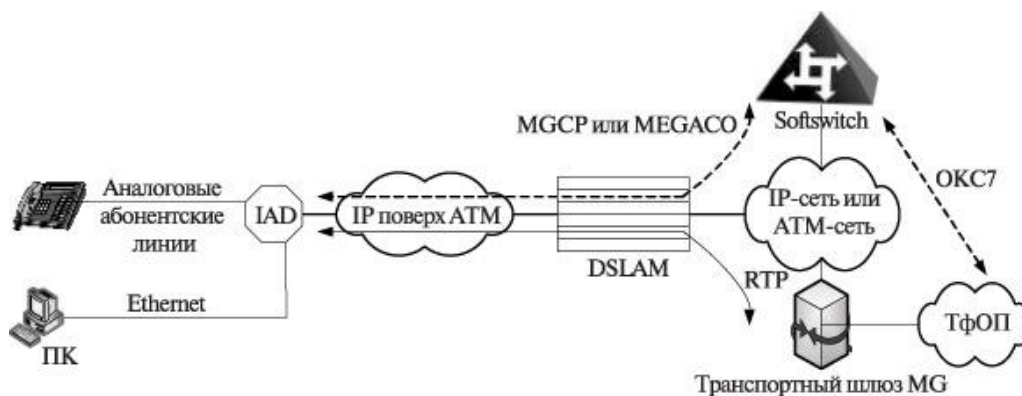 MGCP или MEGACO
Softswitch
ОКС7
Аналоговые
абонентские
линии
IAD
IP поверх ATM
IP-сеть или
ATM-сеть
DSLAM
RTP
Ethernet
ПК
ТфОП
Транспортный шлюз MG